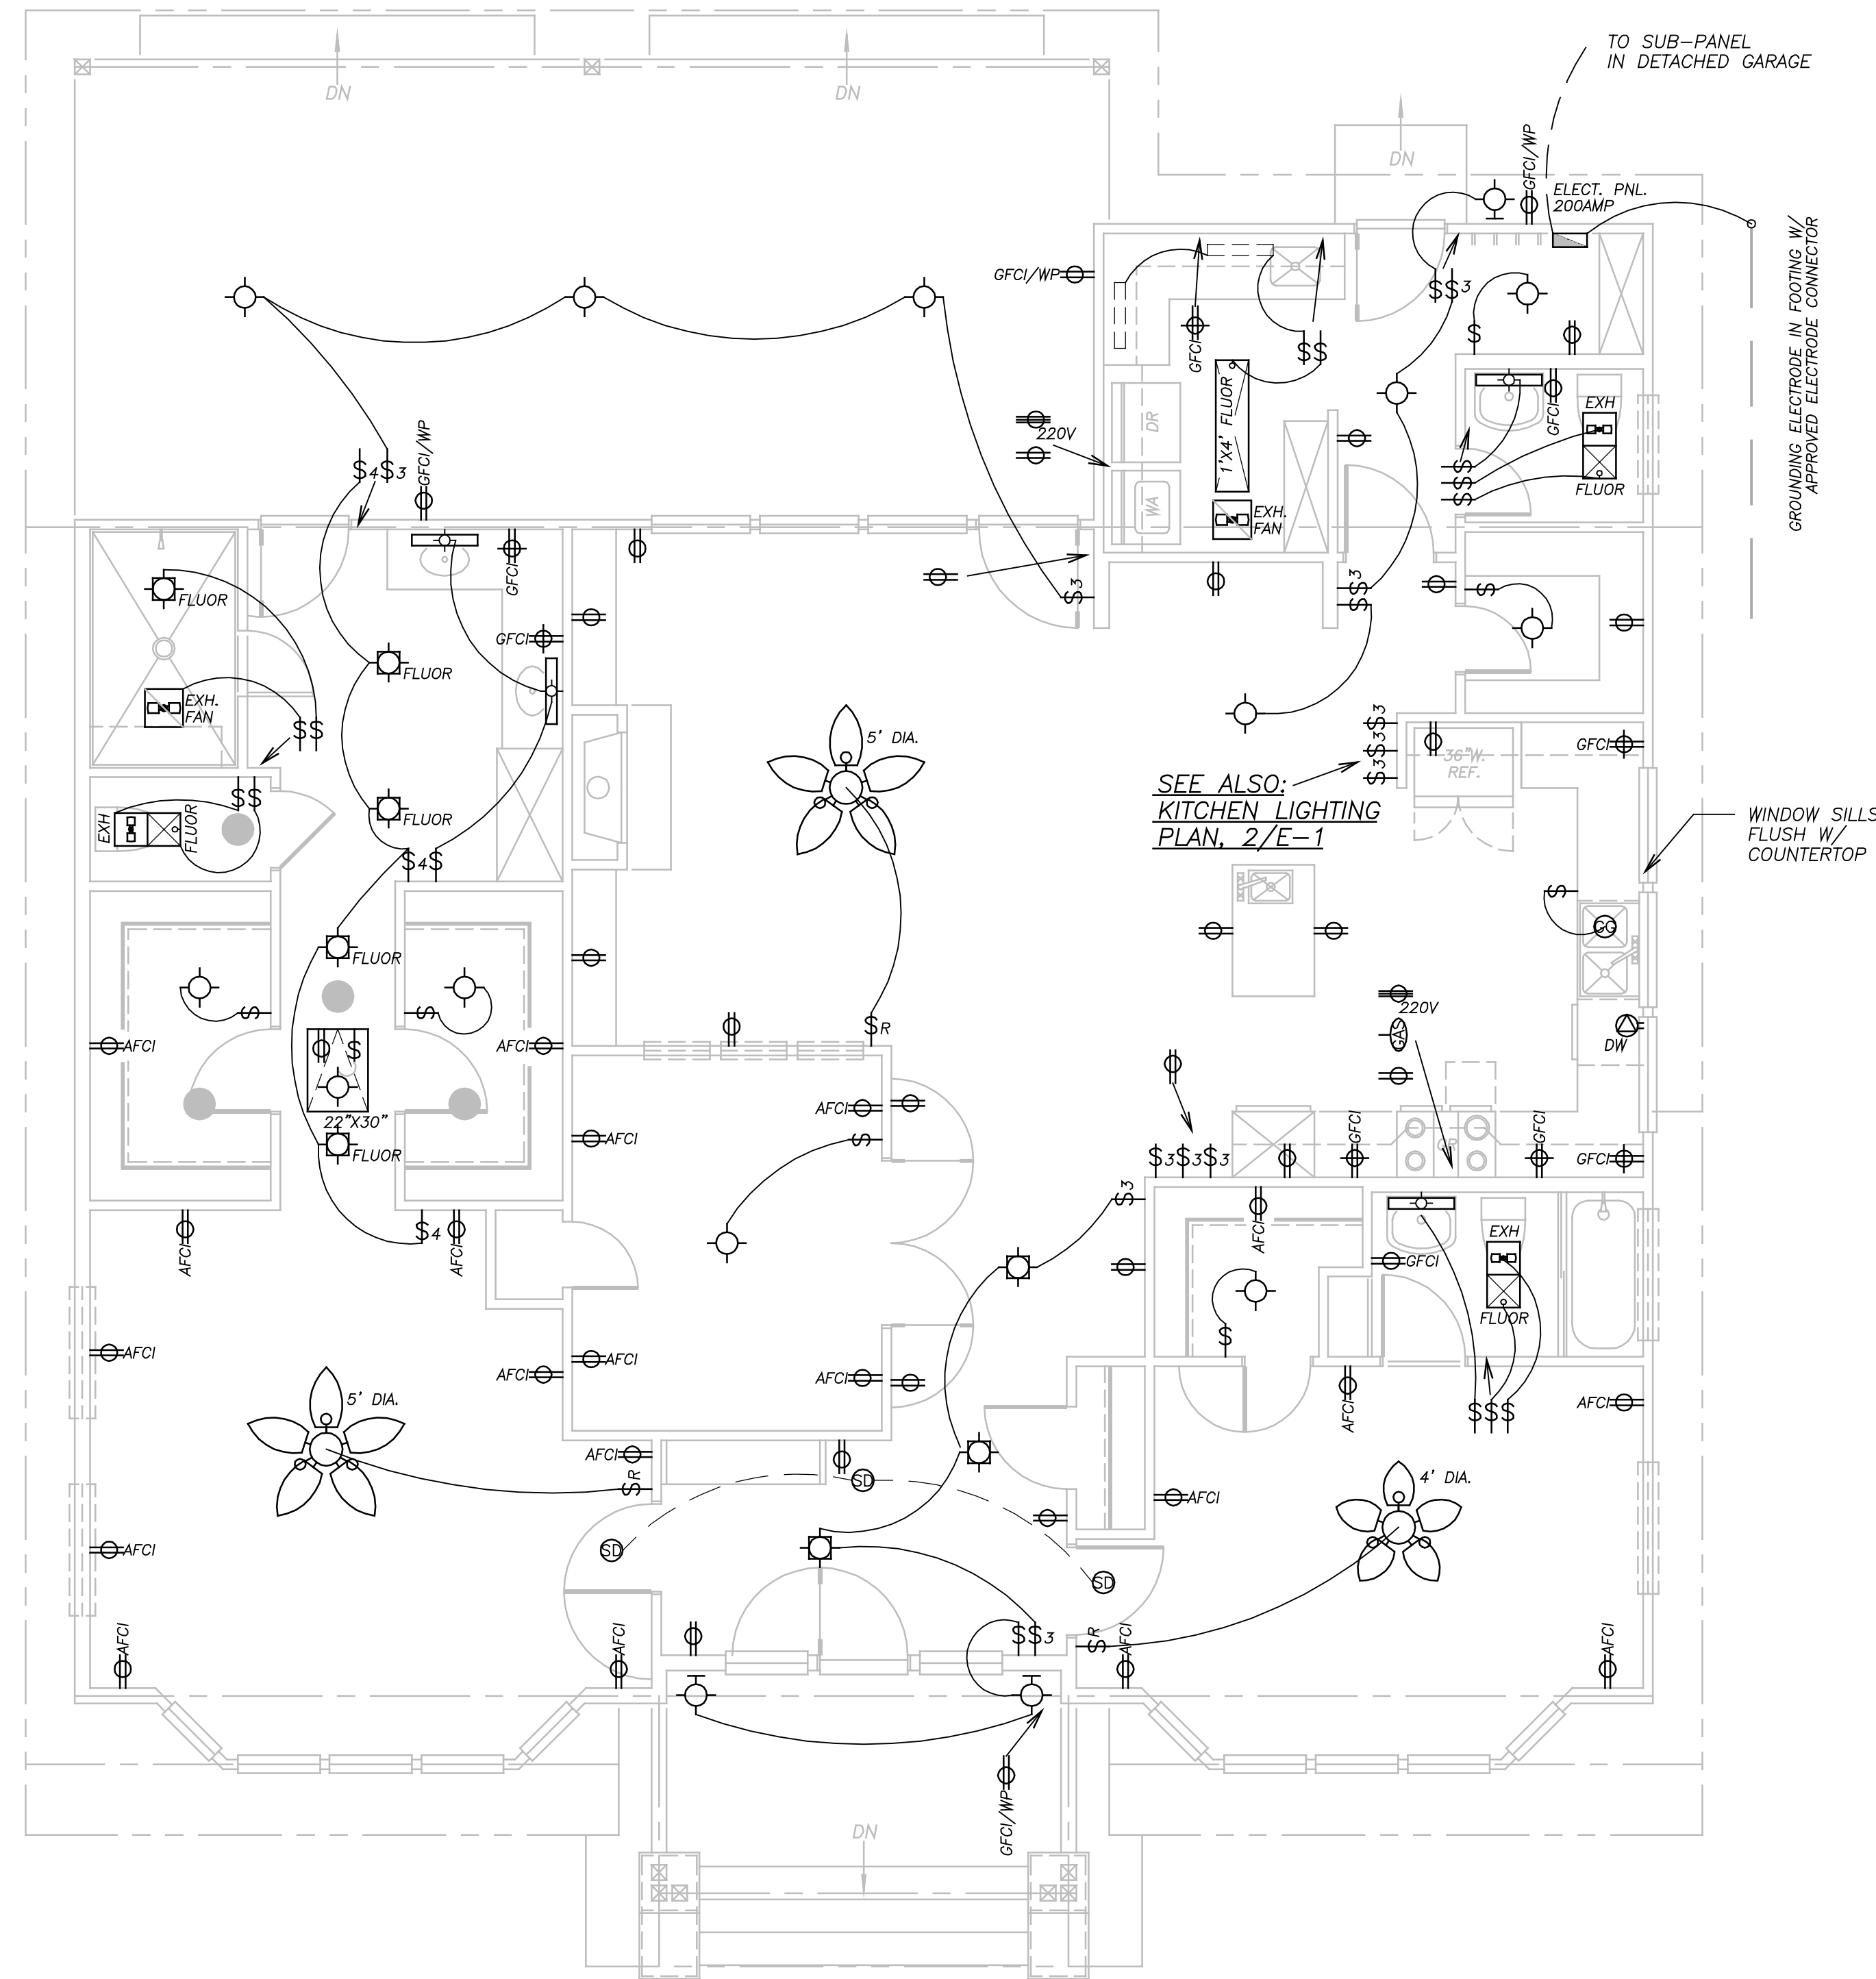 TO SUB-PANEL
IN DETACHED GARAGE
DN
DN
DN
GFCI/WP
ELECT. PNL.
200AMP
GROUNDING ELECTRODE IN FOOTING W/
APPROVED ELECTRODE CONNECTOR
GFCI/WP
$$3
$
GFCI
$$
1'X4' FLUOR
DR
WA
220V
EXH.
FAN
GFCI
EXH
FLUOR
$
$
$
$4
$3
GFCI/WP
FLUOR
GFCI
GFCI
FLUOR
EXH.
FAN
$$
$3
$$3
$
$
$3
$3
$3
GFCI
36"W.
REF.
5' DIA.
SEE ALSO:
KITCHEN LIGHTING
PLAN, 2/E-1
WINDOW SILLS
FLUSH W/
COUNTERTOP
EXH
FLUOR
$$
FLUOR
$4
$
FLUOR
$
$
AFCI
AFCI
$
22"X30"
FLUOR
$R
$
GG
DW
220V
GAS
AFCI
$
AFCI
$3
$3
$3
GFCI
GR
GFCI
GFCI
AFCI
$4
AFCI
$3
AFCI
$
GFCI
EXH
FLUOR
AFCI
AFCI
AFCI
AFCI
5' DIA.
AFCI
$R
AFCI
$$$
AFCI
SD
SD
SD
AFCI
4' DIA.
AFCI
AFCI
AFCI
$$3
$R
AFCI
AFCI
GFCI/WP
DN